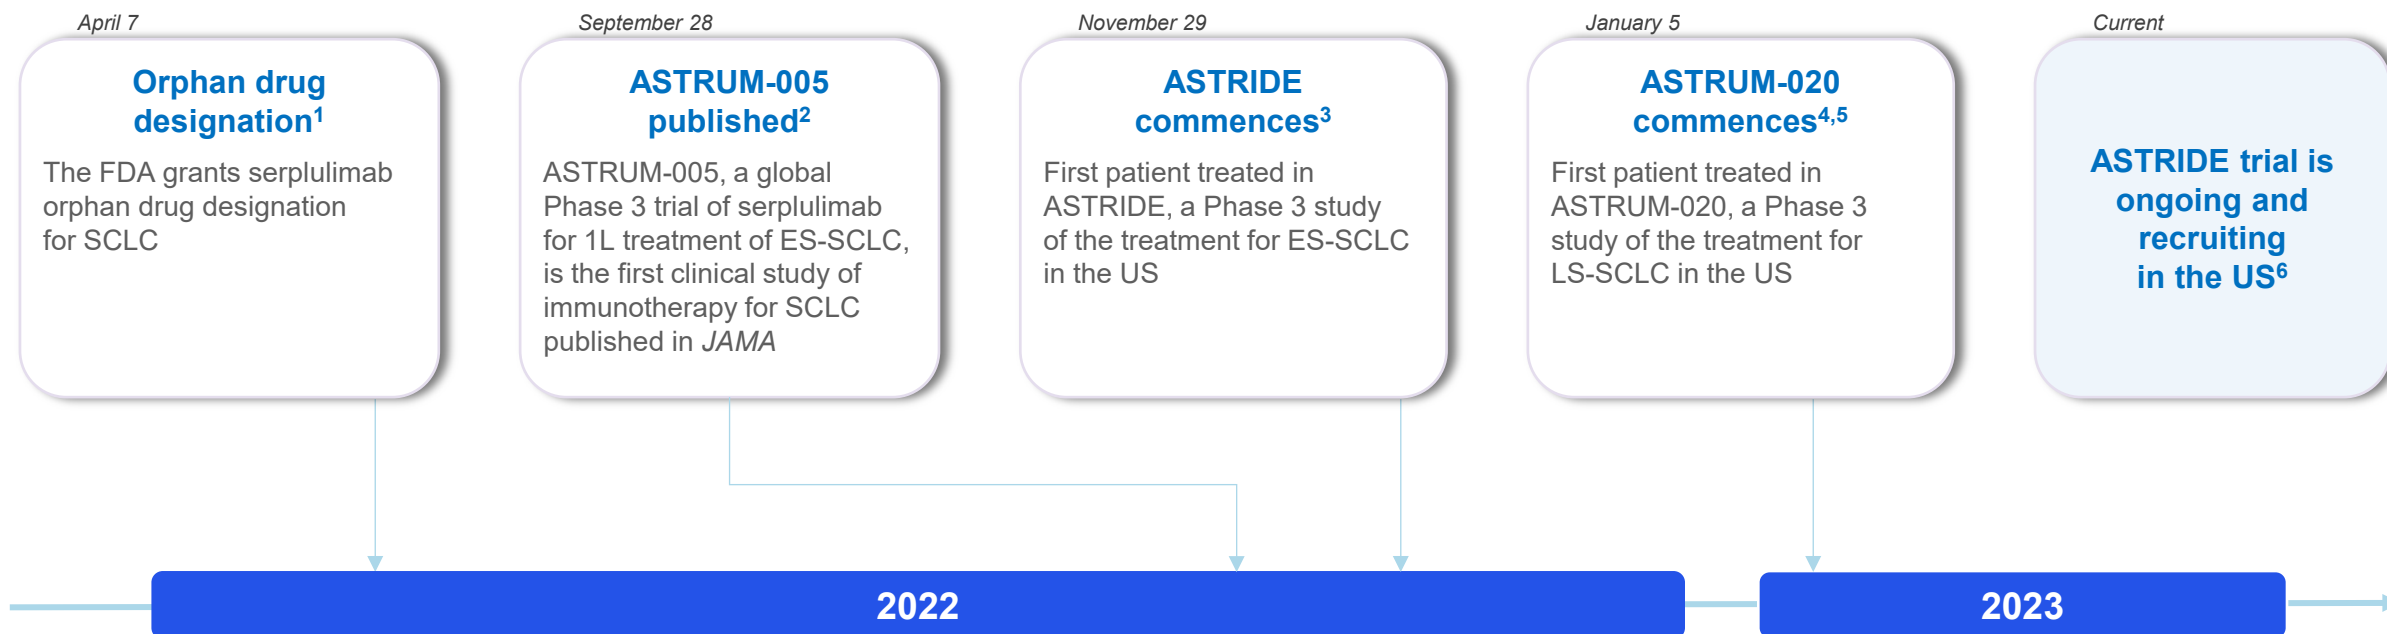 April 7
Orphan drug
designation1
The FDA grants serplulimab
orphan drug designation
for SCLC
September 28
ASTRUM-005
published2
ASTRUM-005, a global
Phase 3 trial of serplulimab
for 1L treatment of ES-SCLC,
is the first clinical study of
immunotherapy for SCLC
published in JAMA
November 29
ASTRIDE
commences3
First patient treated in
ASTRIDE, a Phase 3 study
of the treatment for ES-SCLC
in the US
January 5
ASTRUM-020
commences4,5
First patient treated in
ASTRUM-020, a Phase 3
study of the treatment for
LS-SCLC in the US
Current
ASTRIDE trial is
ongoing and
recruiting
in the US6
2022
2023